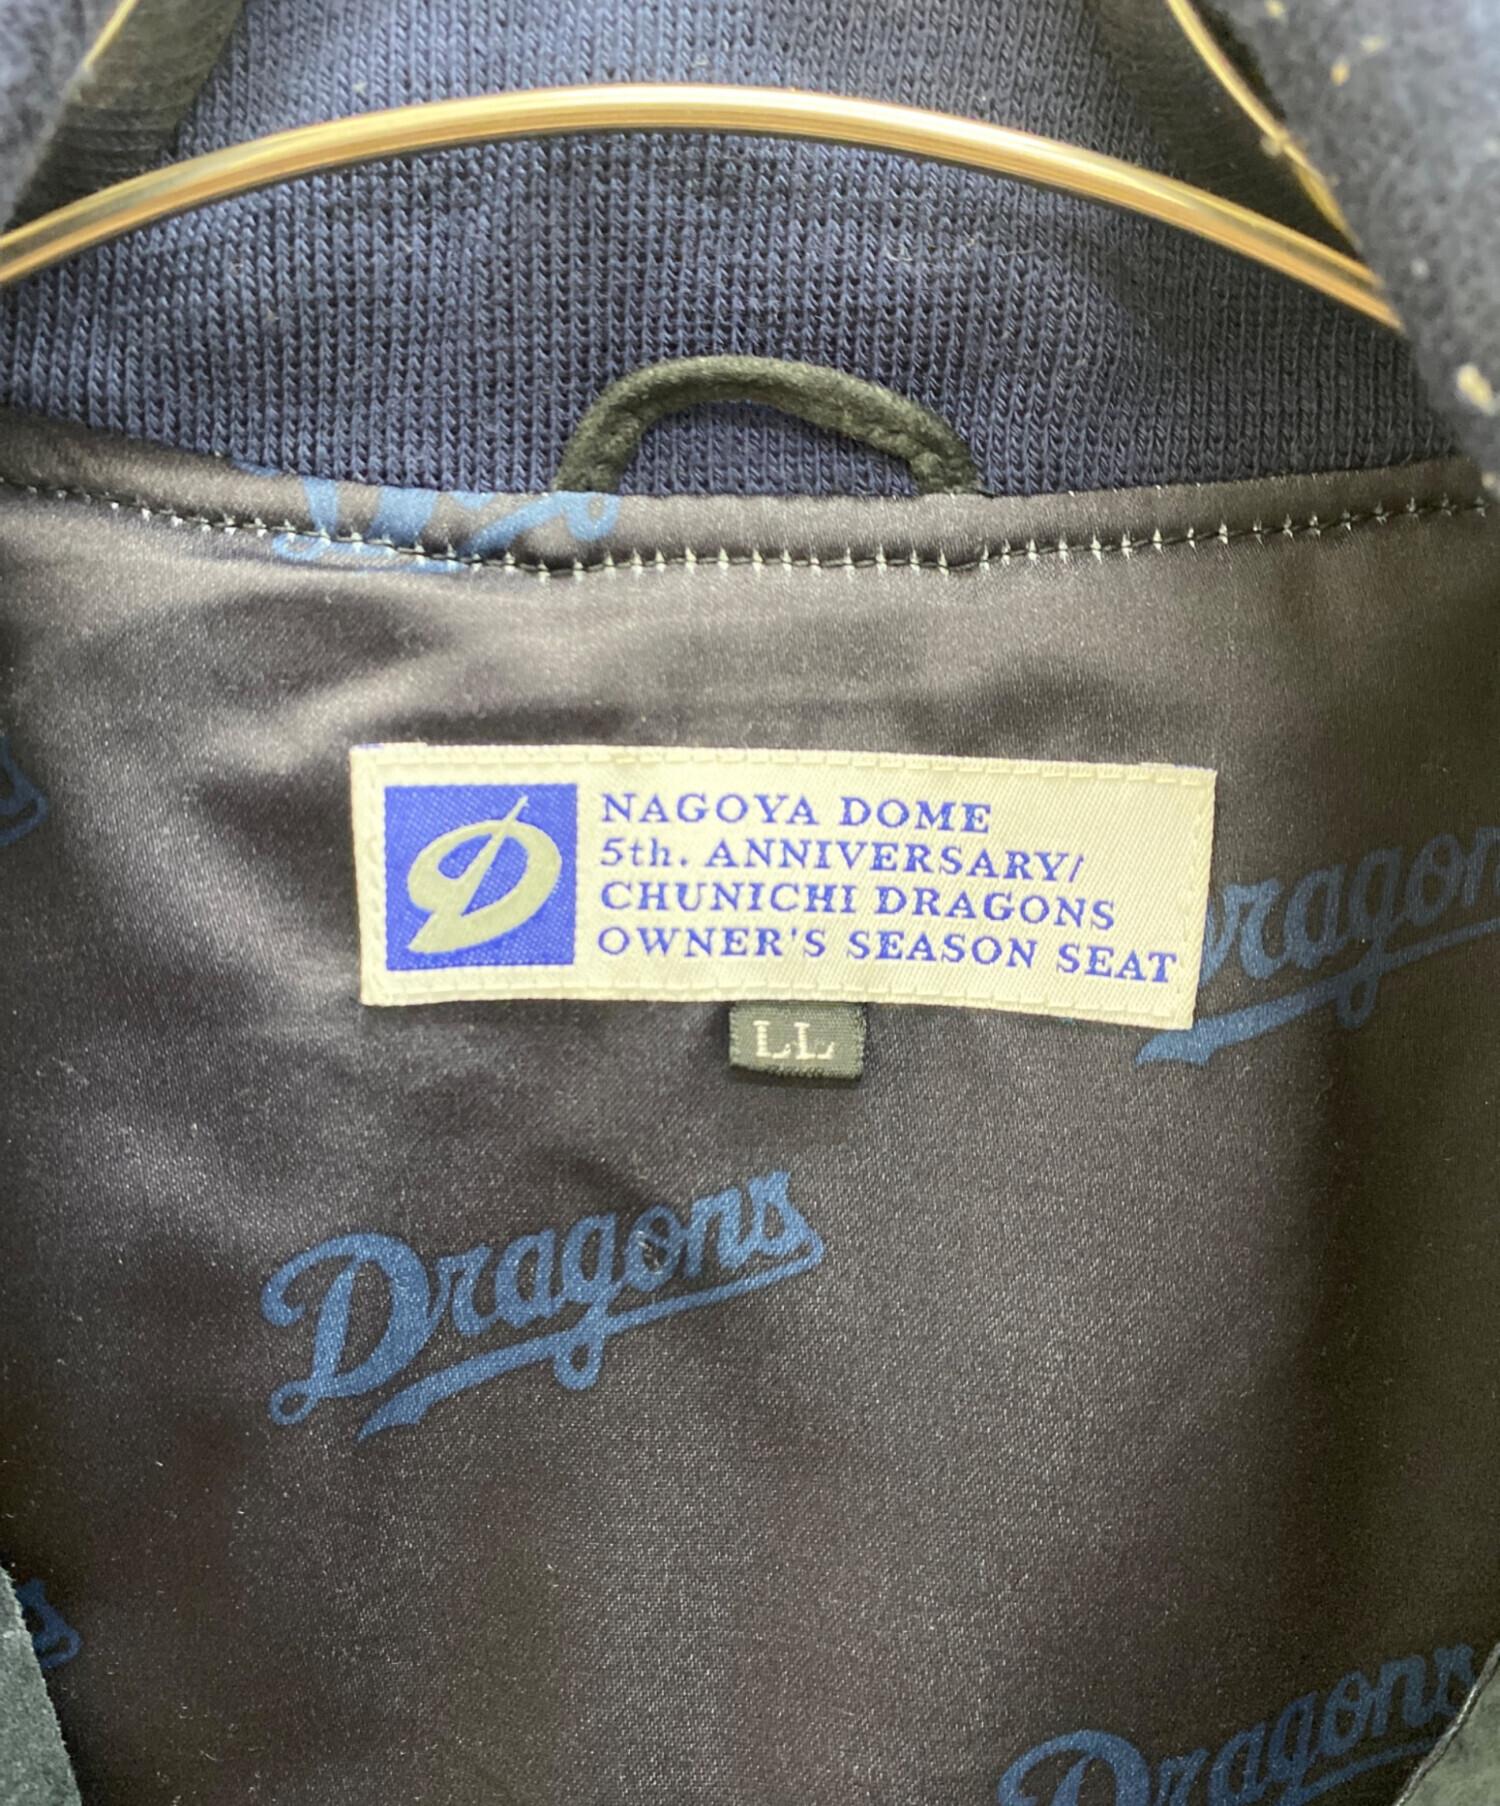 NAGOYA DOME
5th. ANNIVERSARY/
CHUNICHI DRAGONS
OWNER'S SEASON SEAT
Dragons
LL
Dragons
Dragons